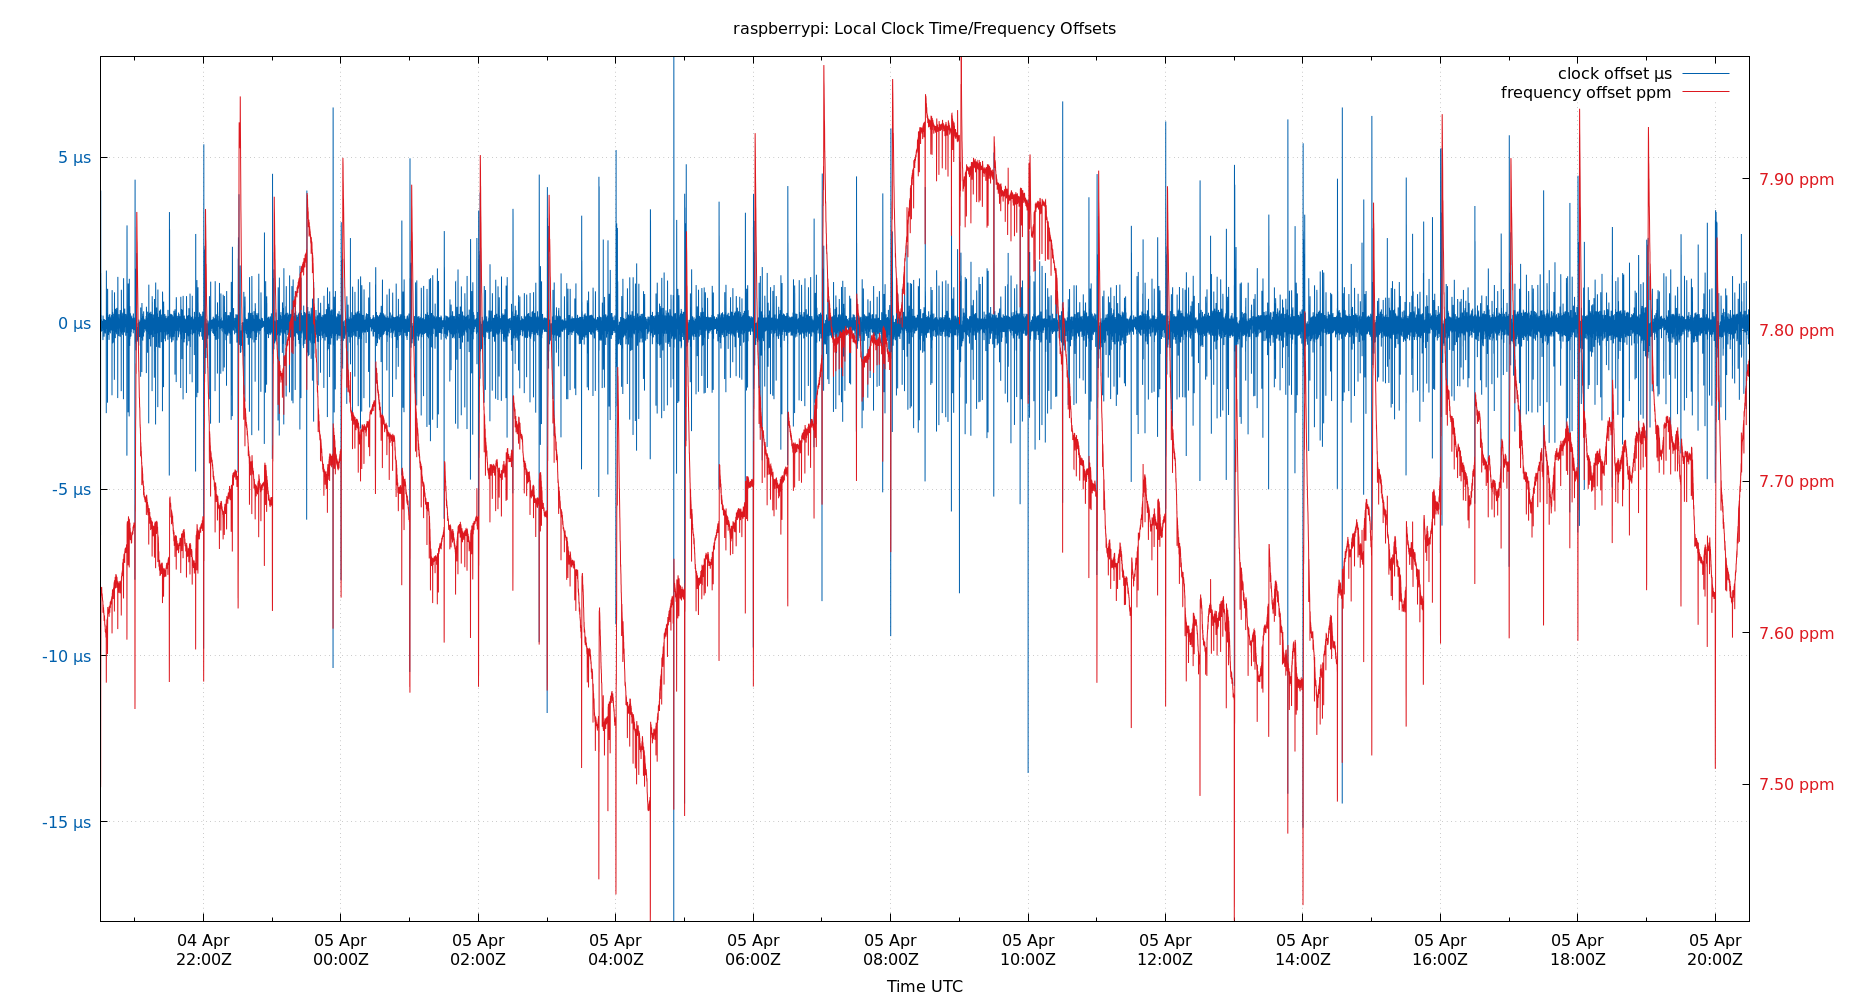 raspberrypi: Local Clock Time/Frequency Offsets
clock offset µs
frequency offset ppm
5 µs
0 µs
-5 µs
-10 µs
-15 µs
7.90 ppm
7.80 ppm
7.70 ppm
7.60 ppm
7.50 ppm
04 Apr
22:00Z
05 Apr
00:00Z
05 Apr
02:00Z
05 Apr
04:00Z
05 Apr
06:00Z
05 Apr
08:00Z
05 Apr
10:00Z
05 Apr
12:00Z
05 Apr
14:00Z
05 Apr
16:00Z
05 Apr
18:00Z
05 Apr
20:00Z
Time UTC